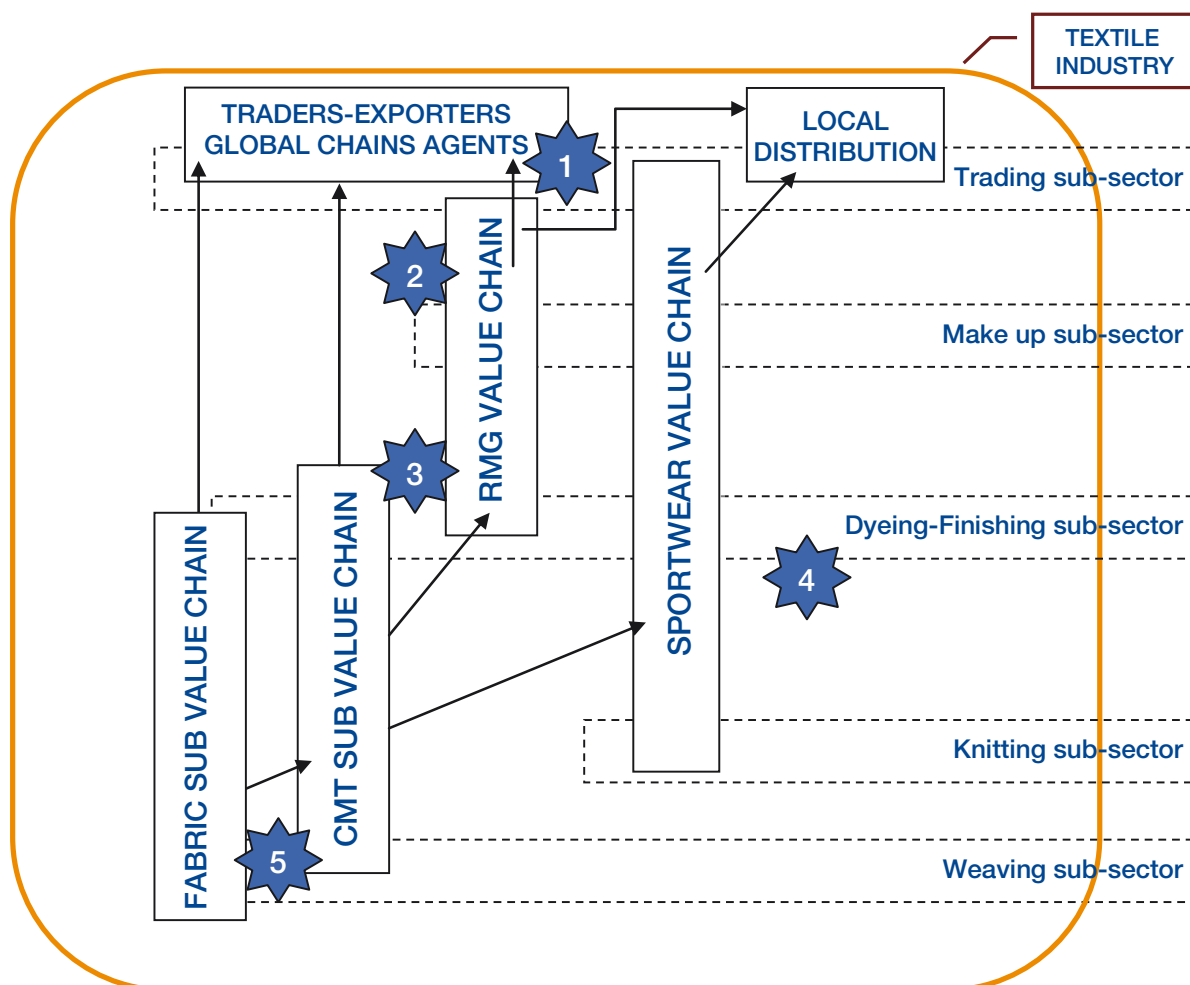 TEXTILE
INDUSTRY
TRADERS-EXPORTERS
GLOBAL CHAINS AGENTS
LOCAL
DISTRIBUTION
1
Trading sub-sector
2
RMG VALUE CHAIN
Make up sub-sector
SPORTWEAR VALUE CHAIN
3
Dyeing-Finishing sub-sector
4
FABRIC SUB VALUE CHAIN
CMT SUB VALUE CHAIN
Knitting sub-sector
5
Weaving sub-sector